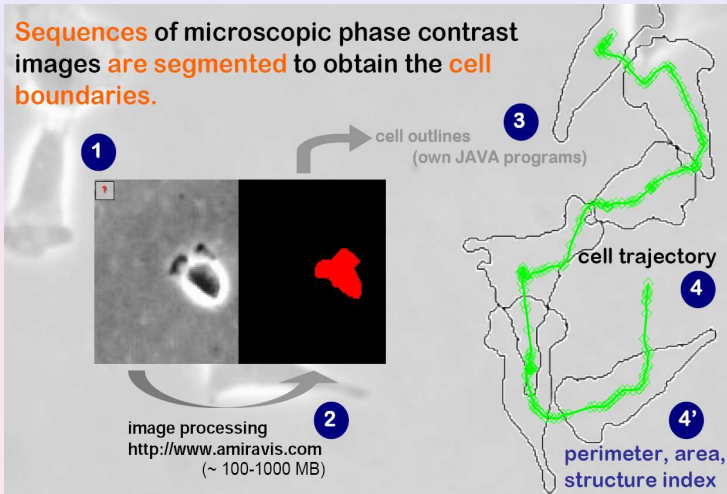 Sequences of microscopic phase contrast
images are segmented to obtain the cell
boundaries.
1
?
3
cell outlines
(own JAVA programs)
cell trajectory
4
2
image processing
http://www.amiravis.com
(~ 100-1000 MB)
4'
perimeter, area,
structure index